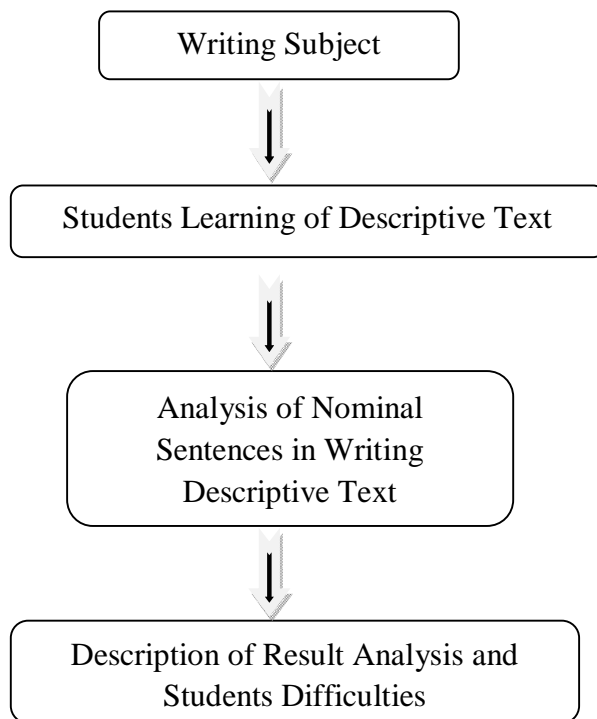 Writing Subject
Students Learning of Descriptive Text
Analysis of Nominal
Sentences in Writing
Descriptive Text
Description of Result Analysis and
Students Difficulties